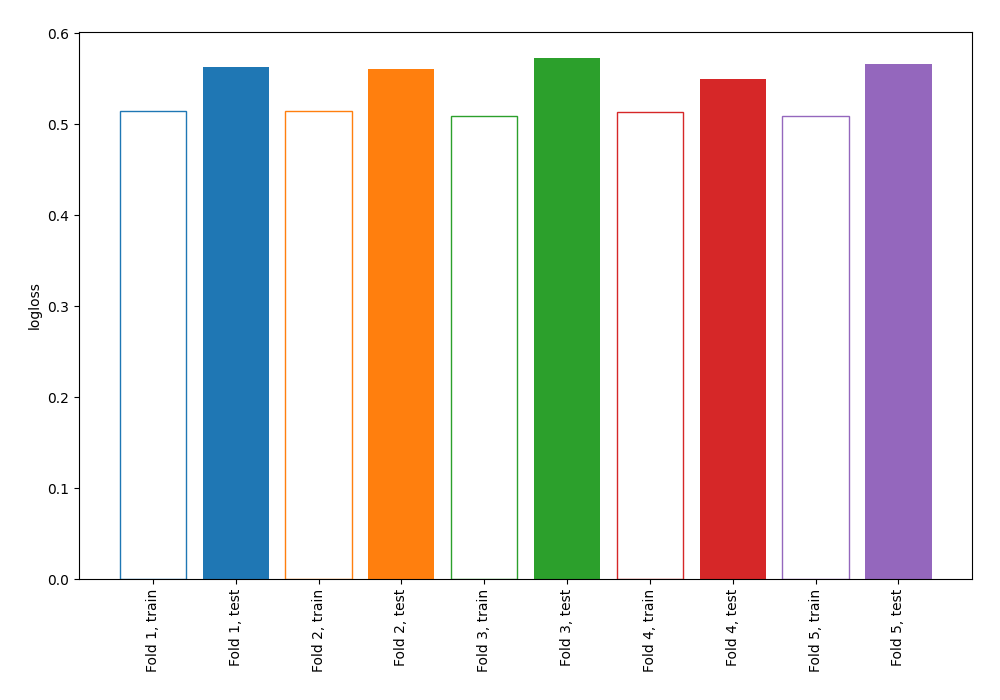 0.6
0.5
0.4
0.3
0.2
0.1
0.0
logloss
Fold 1, train
Fold 1, test
Fold 2, train
Fold 2, test
Fold 3, train
Fold 3, test
Fold 4, train
Fold 4, test
Fold 5, train
Fold 5, test